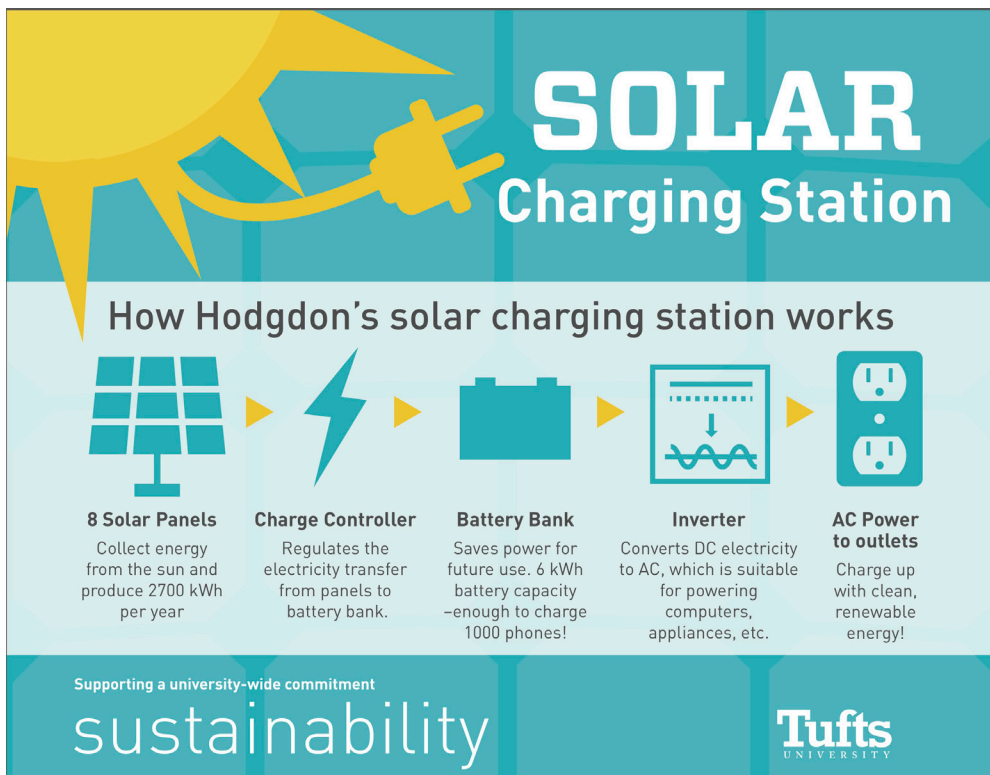 SOLAR
Charging Station
How Hodgdon's solar charging station works
8 Solar Panels
Collect energy
from the sun and
produce 2700 kWh
per year
Charge Controller
Regulates the
electricity transfer
from panels to
battery bank.
Battery Bank
Saves power for
future use. 6 kWh
battery capacity
–enough to charge
1000 phones!
Inverter
Converts DC electricity
to AC, which is suitable
for powering
computers,
appliances, etc.
AC Power
to outlets
Charge up
with clean,
renewable
energy!
Supporting a university-wide commitment
sustainability
Tufts
UNIVERSITY